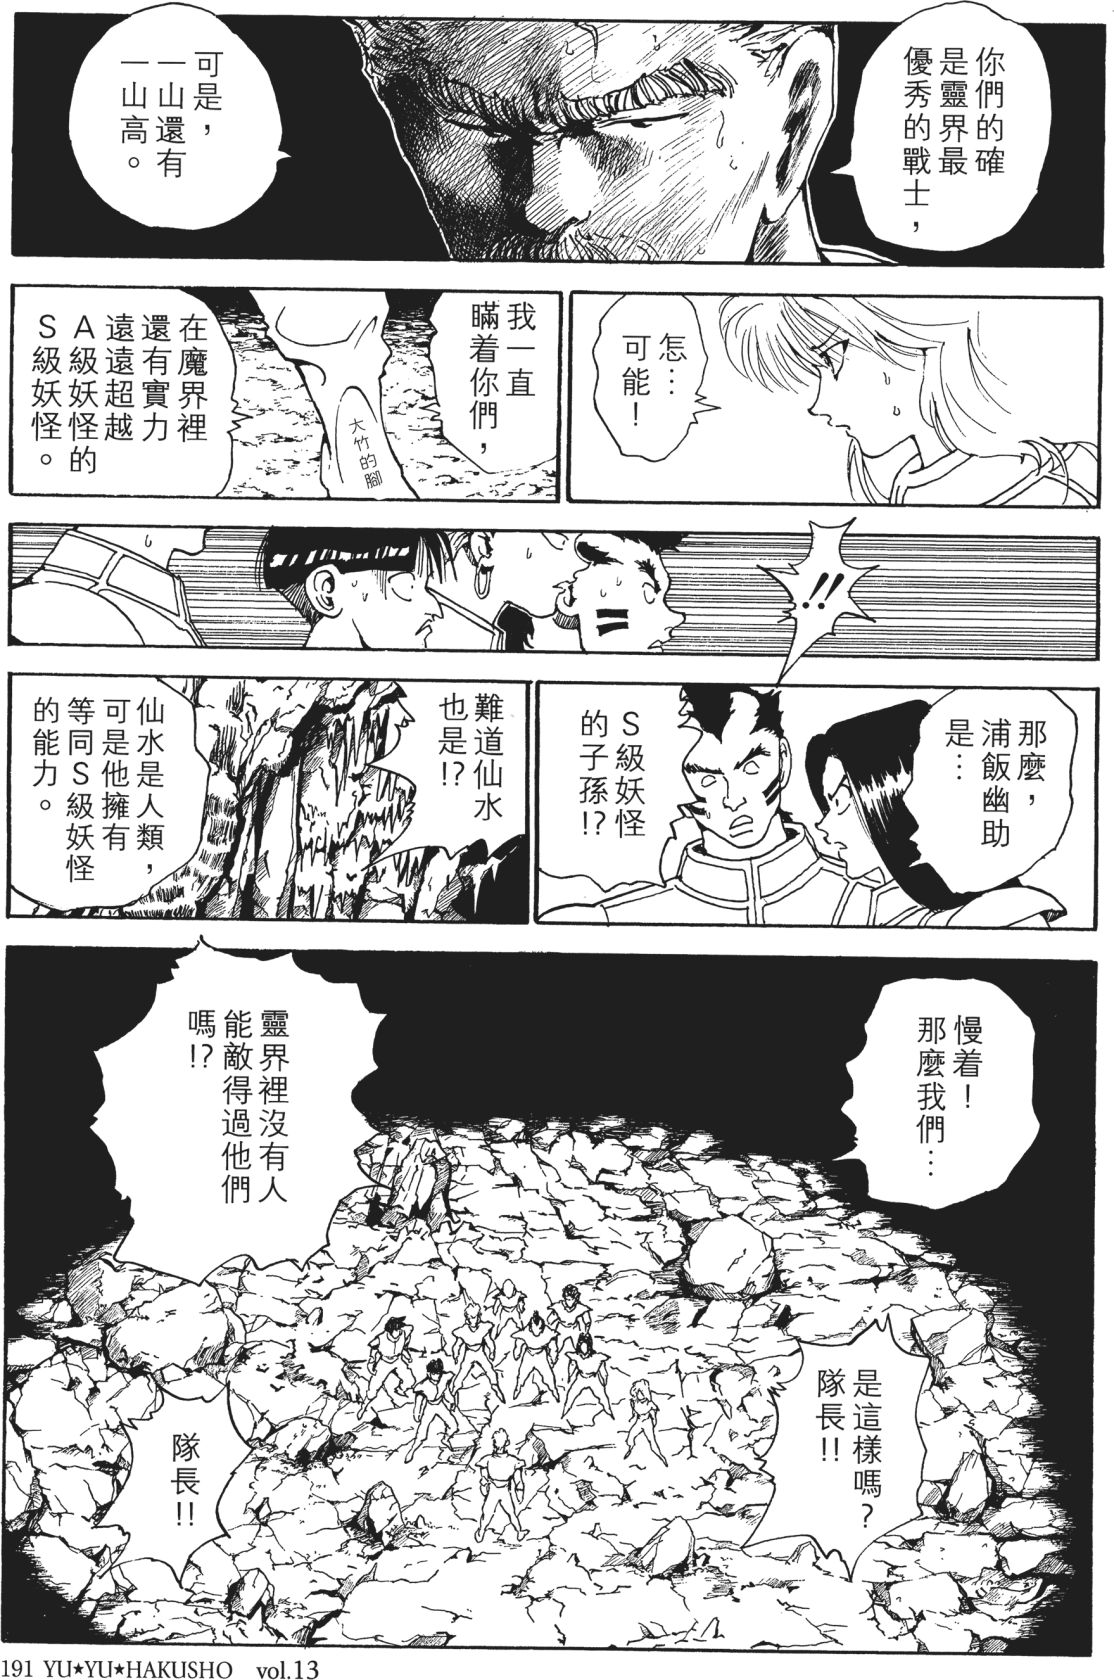 你們的確
是靈界最
優秀的戰士，
可是，
一山還有
一山高。
怎…
可能！
我一直
瞞着你們，
大竹的腳
在魔界裡
還有實力
遠遠超越
A級妖怪的
S級妖怪。
!!
那麼，
浦飯幽助
是…
S級妖怪
的子孫!?
難道仙水
也是!?
仙水是人類，
可是他擁有
等同S級妖怪
的能力。
慢着！
那麼我們…
靈界裡沒有人
能敵得過他們
嗎!?
是這樣嗎？
隊長!!
隊長!!
191 YU★YU★HAKUSHO vol.13